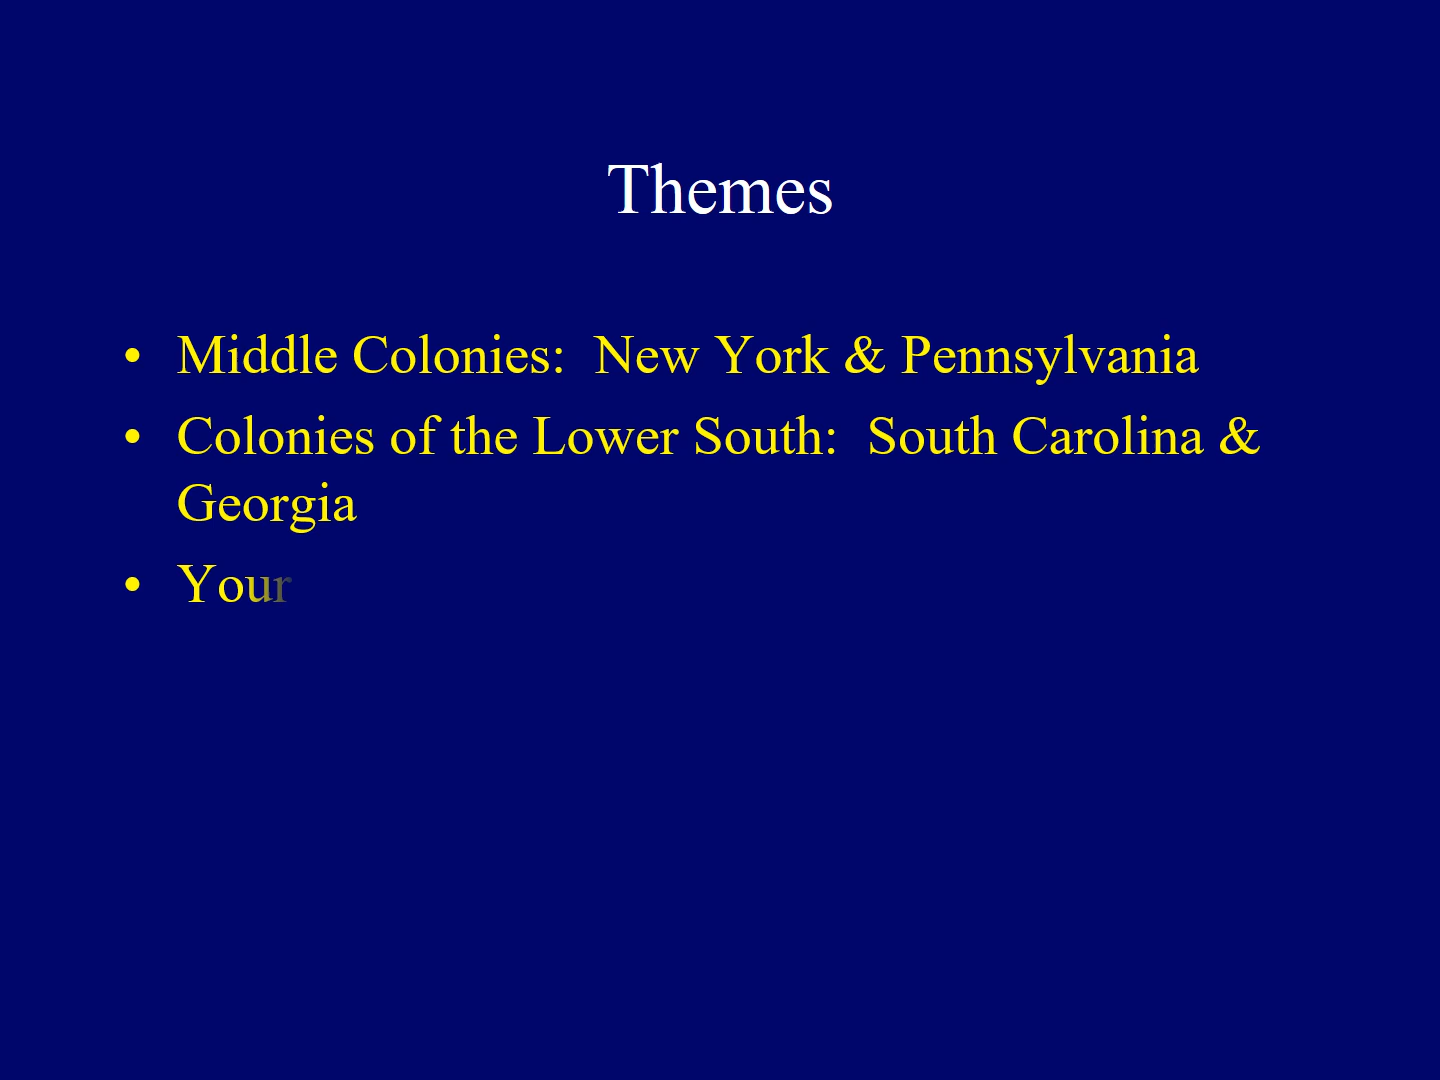 Themes
• Middle Colonies:  New York & Pennsylvania
• Colonies of the Lower South:  South Carolina &
Georgia
• Your